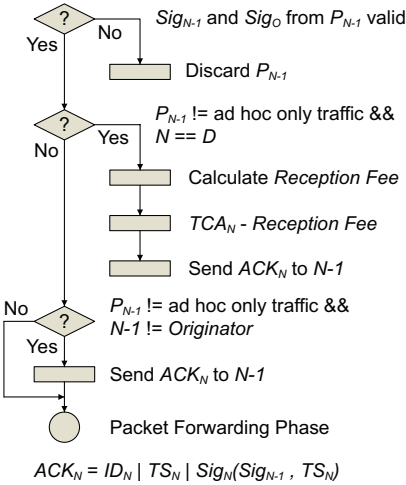 ? Sig_{N-1} and Sig_O from P_{N-1} valid
Yes No
Discard P_{N-1}
? P_{N-1} != ad hoc only traffic &&
N == D
No Yes
Calculate Reception Fee
TCA_N - Reception Fee
Send ACK_N to N-1
No ? P_{N-1} != ad hoc only traffic &&
N-1 != Originator
Yes
Send ACK_N to N-1
Packet Forwarding Phase
ACK_N = ID_N | TS_N | Sig_N(Sig_{N-1} , TS_N)